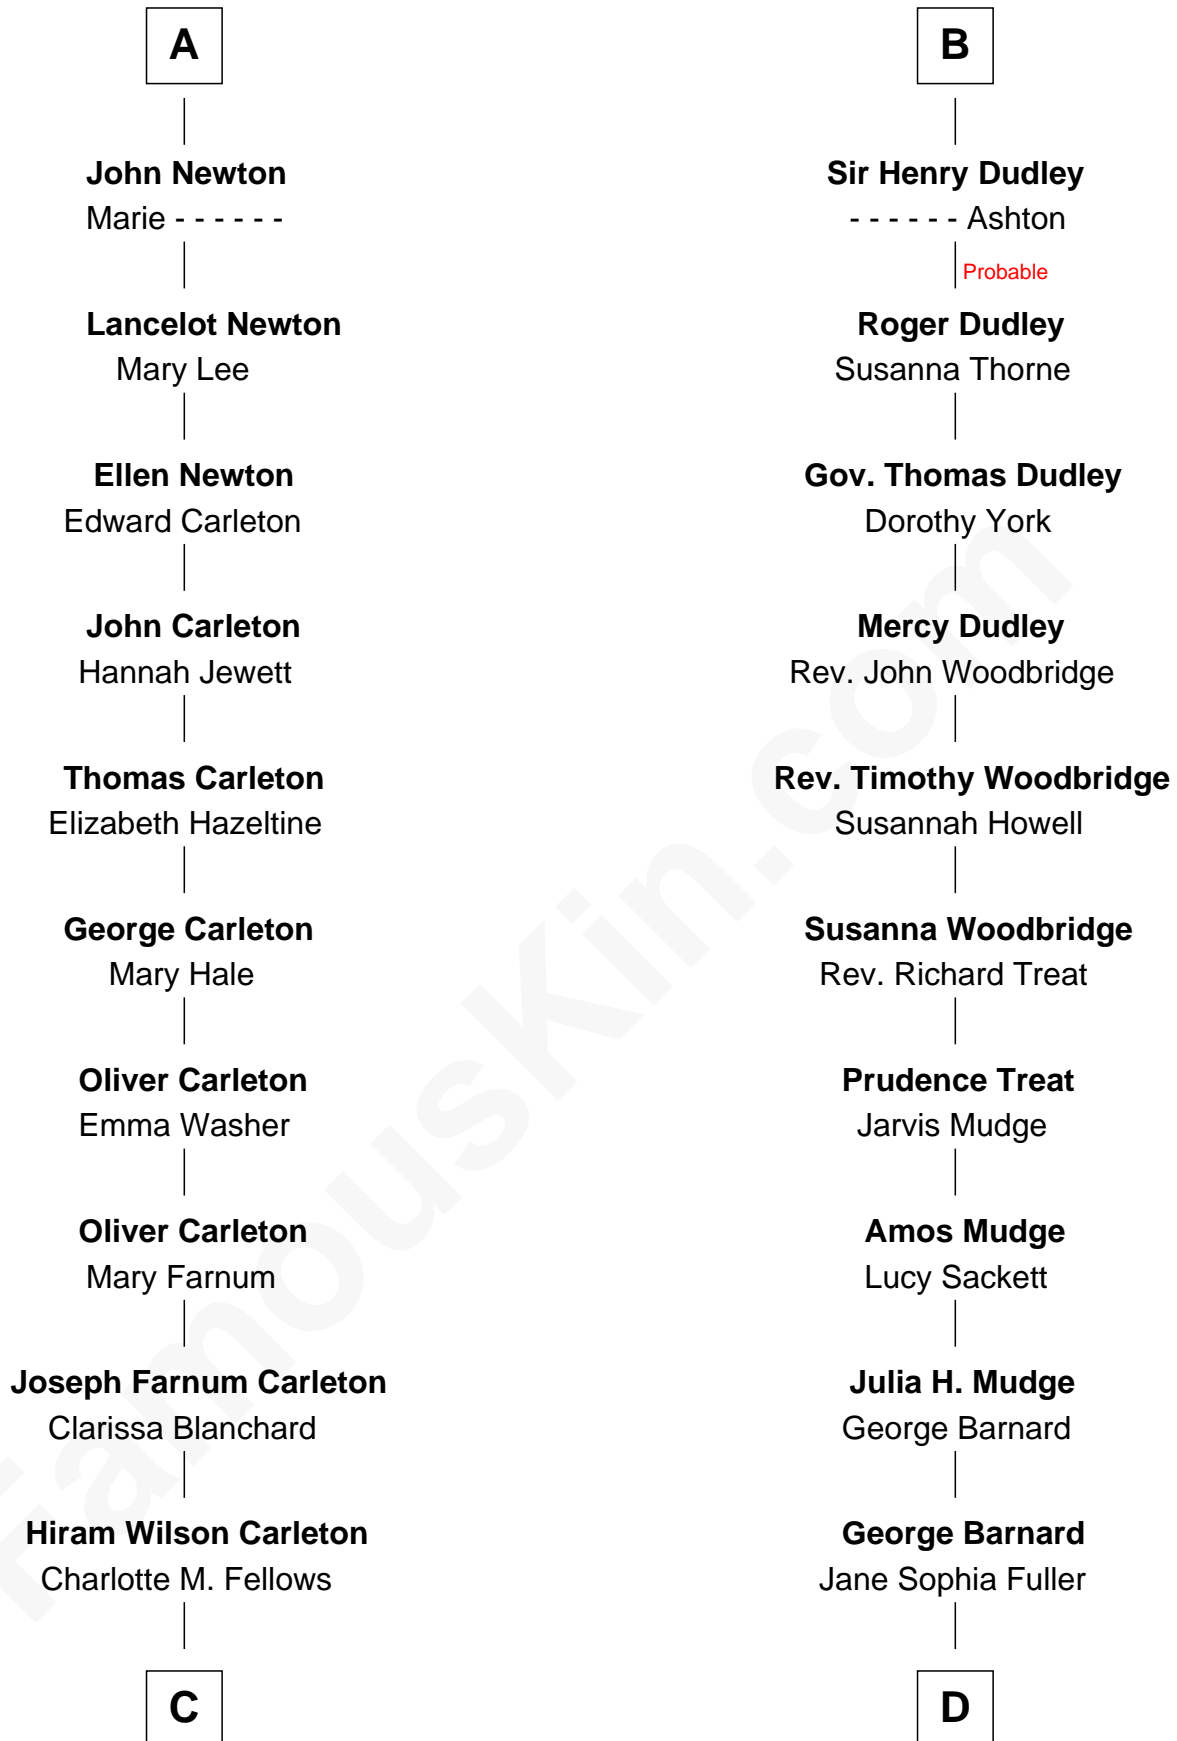 A
John Newton
Marie - - - - - -
Lancelot Newton
Mary Lee
Ellen Newton
Edward Carleton
John Carleton
Hannah Jewett
Thomas Carleton
Elizabeth Hazeltine
George Carleton
Mary Hale
Oliver Carleton
Emma Washer
Oliver Carleton
Mary Farnum
Joseph Farnum Carleton
Clarissa Blanchard
Hiram Wilson Carleton
Charlotte M. Fellows
C
B
Sir Henry Dudley
- - - - - - Ashton
Probable
Roger Dudley
Susanna Thorne
Gov. Thomas Dudley
Dorothy York
Mercy Dudley
Rev. John Woodbridge
Rev. Timothy Woodbridge
Susannah Howell
Susanna Woodbridge
Rev. Richard Treat
Prudence Treat
Jarvis Mudge
Amos Mudge
Lucy Sackett
Julia H. Mudge
George Barnard
George Barnard
Jane Sophia Fuller
D
FamousKin.com